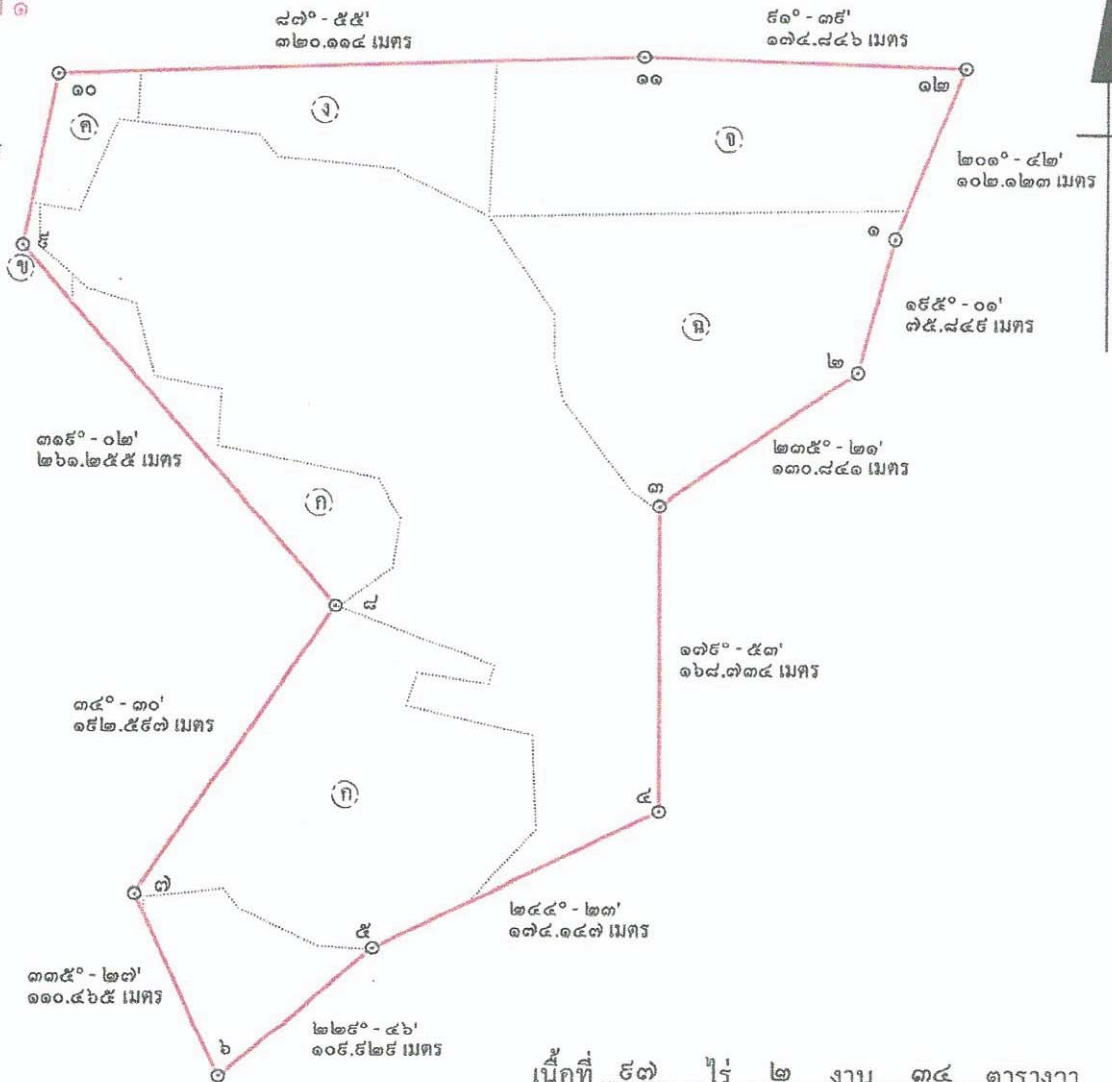 ๑
๘๗° - ๕๕'
๓๒๐.๑๑๔ เมตร
๙๑° - ๓๙'
๑๗๔.๘๔๖ เมตร
๑๐
๑๑
๑๒
ค
ง
จ
๒๐๑° - ๔๒'
๑๐๒.๑๒๓ เมตร
๑
๙
ข
๑๙๕° - ๐๑'
๗๕.๘๔๙ เมตร
ฉ
๒
๓๑๙° - ๐๒'
๒๖๑.๒๕๕ เมตร
๒๓๕° - ๒๑'
๑๓๐.๘๔๑ เมตร
๓
ก
๘
๑๗๙° - ๕๓'
๑๖๘.๗๓๔ เมตร
๓๔° - ๓๐'
๑๙๒.๕๙๗ เมตร
ก
๔
๗
๒๔๔° - ๒๓'
๑๗๔.๑๔๗ เมตร
๕
๓๓๕° - ๒๗'
๑๑๐.๔๖๕ เมตร
๒๒๙° - ๔๖'
๑๐๙.๙๒๙ เมตร
๖
เนื้อที่ ๙๗ ไร่ ๒ งาน ๓๔ ตารางวา